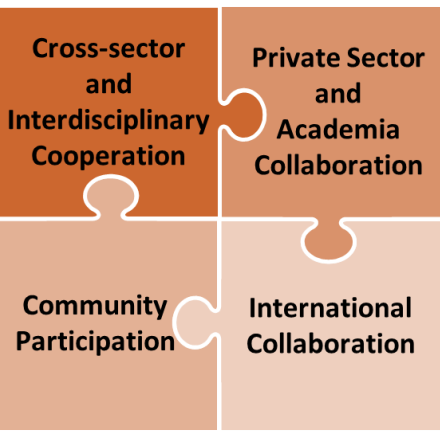 Cross-sector
and
Interdisciplinary
Cooperation
Private Sector
and
Academia
Collaboration
Community
Participation
International
Collaboration